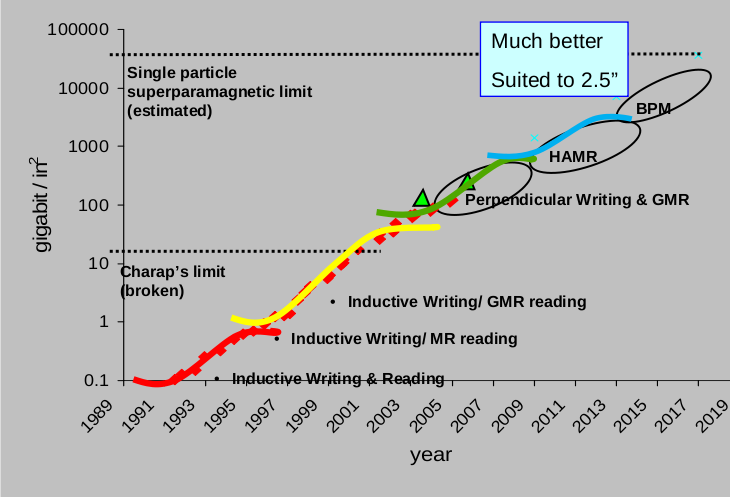 100000
10000
1000
100
10
1
0.1
gigabit / in2
Much better
Suited to 2.5”
Single particle
superparamagnetic limit
(estimated)
BPM
HAMR
Perpendicular Writing & GMR
Charap’s limit
(broken)
• Inductive Writing/ GMR reading
• Inductive Writing/ MR reading
• Inductive Writing & Reading
1989 1991 1993 1995 1997 1999 2001 2003 2005 2007 2009 2011 2013 2015 2017 2019
year